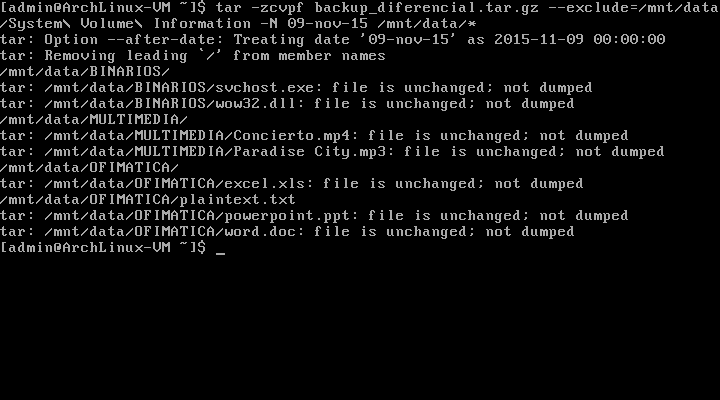 [admin@ArchLinux-VM ~]$ tar -zcvpf backup_diferencial.tar.gz --exclude=/mnt/data
/System\ Volume\ Information -N 09-nov-15 /mnt/data/*
tar: Option --after-date: Treating date '09-nov-15' as 2015-11-09 00:00:00
tar: Removing leading `/' from member names
/mnt/data/BINARIOS/
tar: /mnt/data/BINARIOS/svchost.exe: file is unchanged; not dumped
tar: /mnt/data/BINARIOS/wow32.dll: file is unchanged; not dumped
/mnt/data/MULTIMEDIA/
tar: /mnt/data/MULTIMEDIA/Concierto.mp4: file is unchanged; not dumped
tar: /mnt/data/MULTIMEDIA/Paradise City.mp3: file is unchanged; not dumped
/mnt/data/OFIMATICA/
tar: /mnt/data/OFIMATICA/excel.xls: file is unchanged; not dumped
/mnt/data/OFIMATICA/plaintext.txt
tar: /mnt/data/OFIMATICA/powerpoint.ppt: file is unchanged; not dumped
tar: /mnt/data/OFIMATICA/word.doc: file is unchanged; not dumped
[admin@ArchLinux-VM ~]$ _